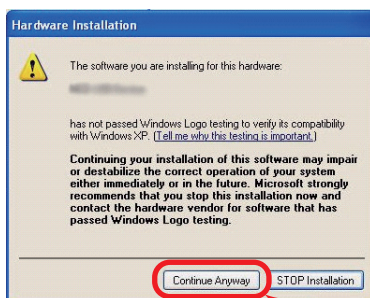 Hardware Installation
The software you are installing for this hardware:
has not passed Windows Logo testing to verify its compatibility
with Windows XP. (Tell me why this testing is important.)
Continuing your installation of this software may impair
or destabilize the correct operation of your system
either immediately or in the future. Microsoft strongly
recommends that you stop this installation now and
contact the hardware vendor for software that has
passed Windows Logo testing.
Continue Anyway STOP Installation